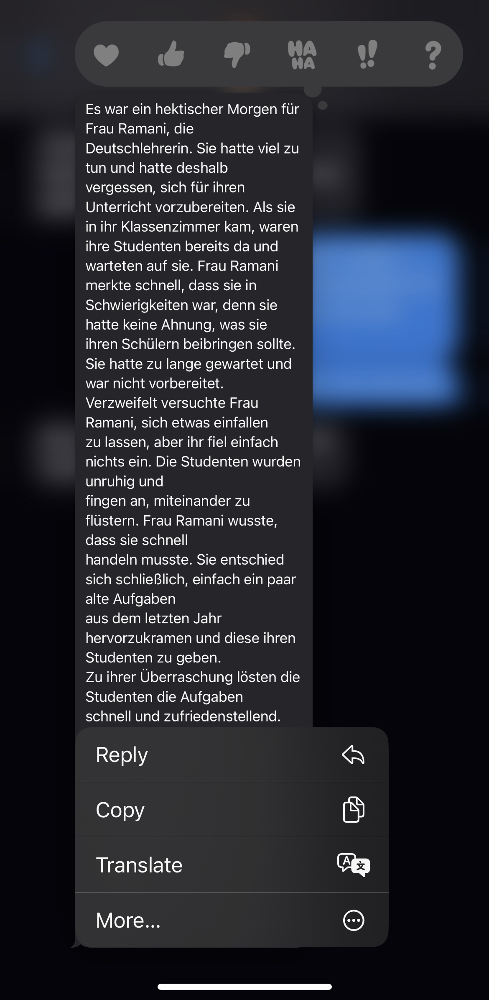 HA
HA
!!
?
Es war ein hektischer Morgen für
Frau Ramani, die
Deutschlehrerin. Sie hatte viel zu
tun und hatte deshalb
vergessen, sich für ihren
Unterricht vorzubereiten. Als sie
in ihr Klassenzimmer kam, waren
ihre Studenten bereits da und
warteten auf sie. Frau Ramani
merkte schnell, dass sie in
Schwierigkeiten war, denn sie
hatte keine Ahnung, was sie
ihren Schülern beibringen sollte.
Sie hatte zu lange gewartet und
war nicht vorbereitet.
Verzweifelt versuchte Frau
Ramani, sich etwas einfallen
zu lassen, aber ihr fiel einfach
nichts ein. Die Studenten wurden
unruhig und
fingen an, miteinander zu
flüstern. Frau Ramani wusste,
dass sie schnell
handeln musste. Sie entschied
sich schließlich, einfach ein paar
alte Aufgaben
aus dem letzten Jahr
hervorzukramen und diese ihren
Studenten zu geben.
Zu ihrer Überraschung lösten die
Studenten die Aufgaben
schnell und zufriedenstellend.
Reply
Copy
Translate A 文
More...